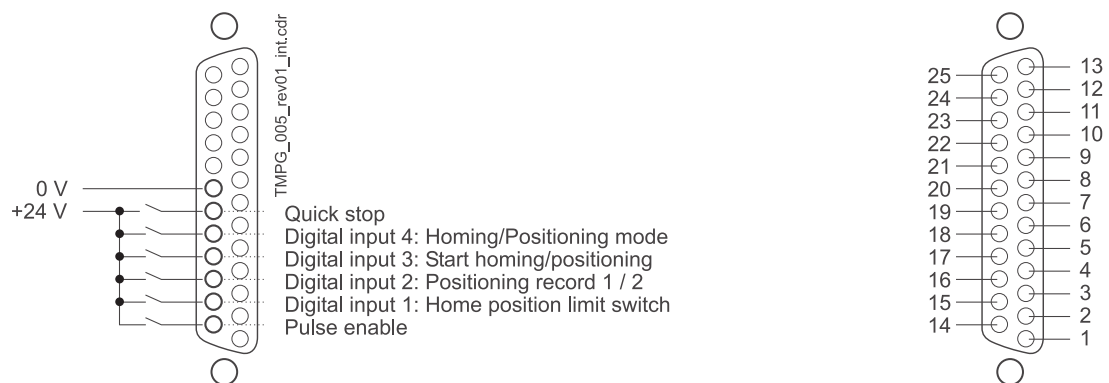 TMPG_005_rev01_int.cdr
0 V
+24 V
Quick stop
Digital input 4: Homing/Positioning mode
Digital input 3: Start homing/positioning
Digital input 2: Positioning record 1 / 2
Digital input 1: Home position limit switch
Pulse enable
25
24
23
22
21
20
19
18
17
16
15
14
13
12
11
10
9
8
7
6
5
4
3
2
1